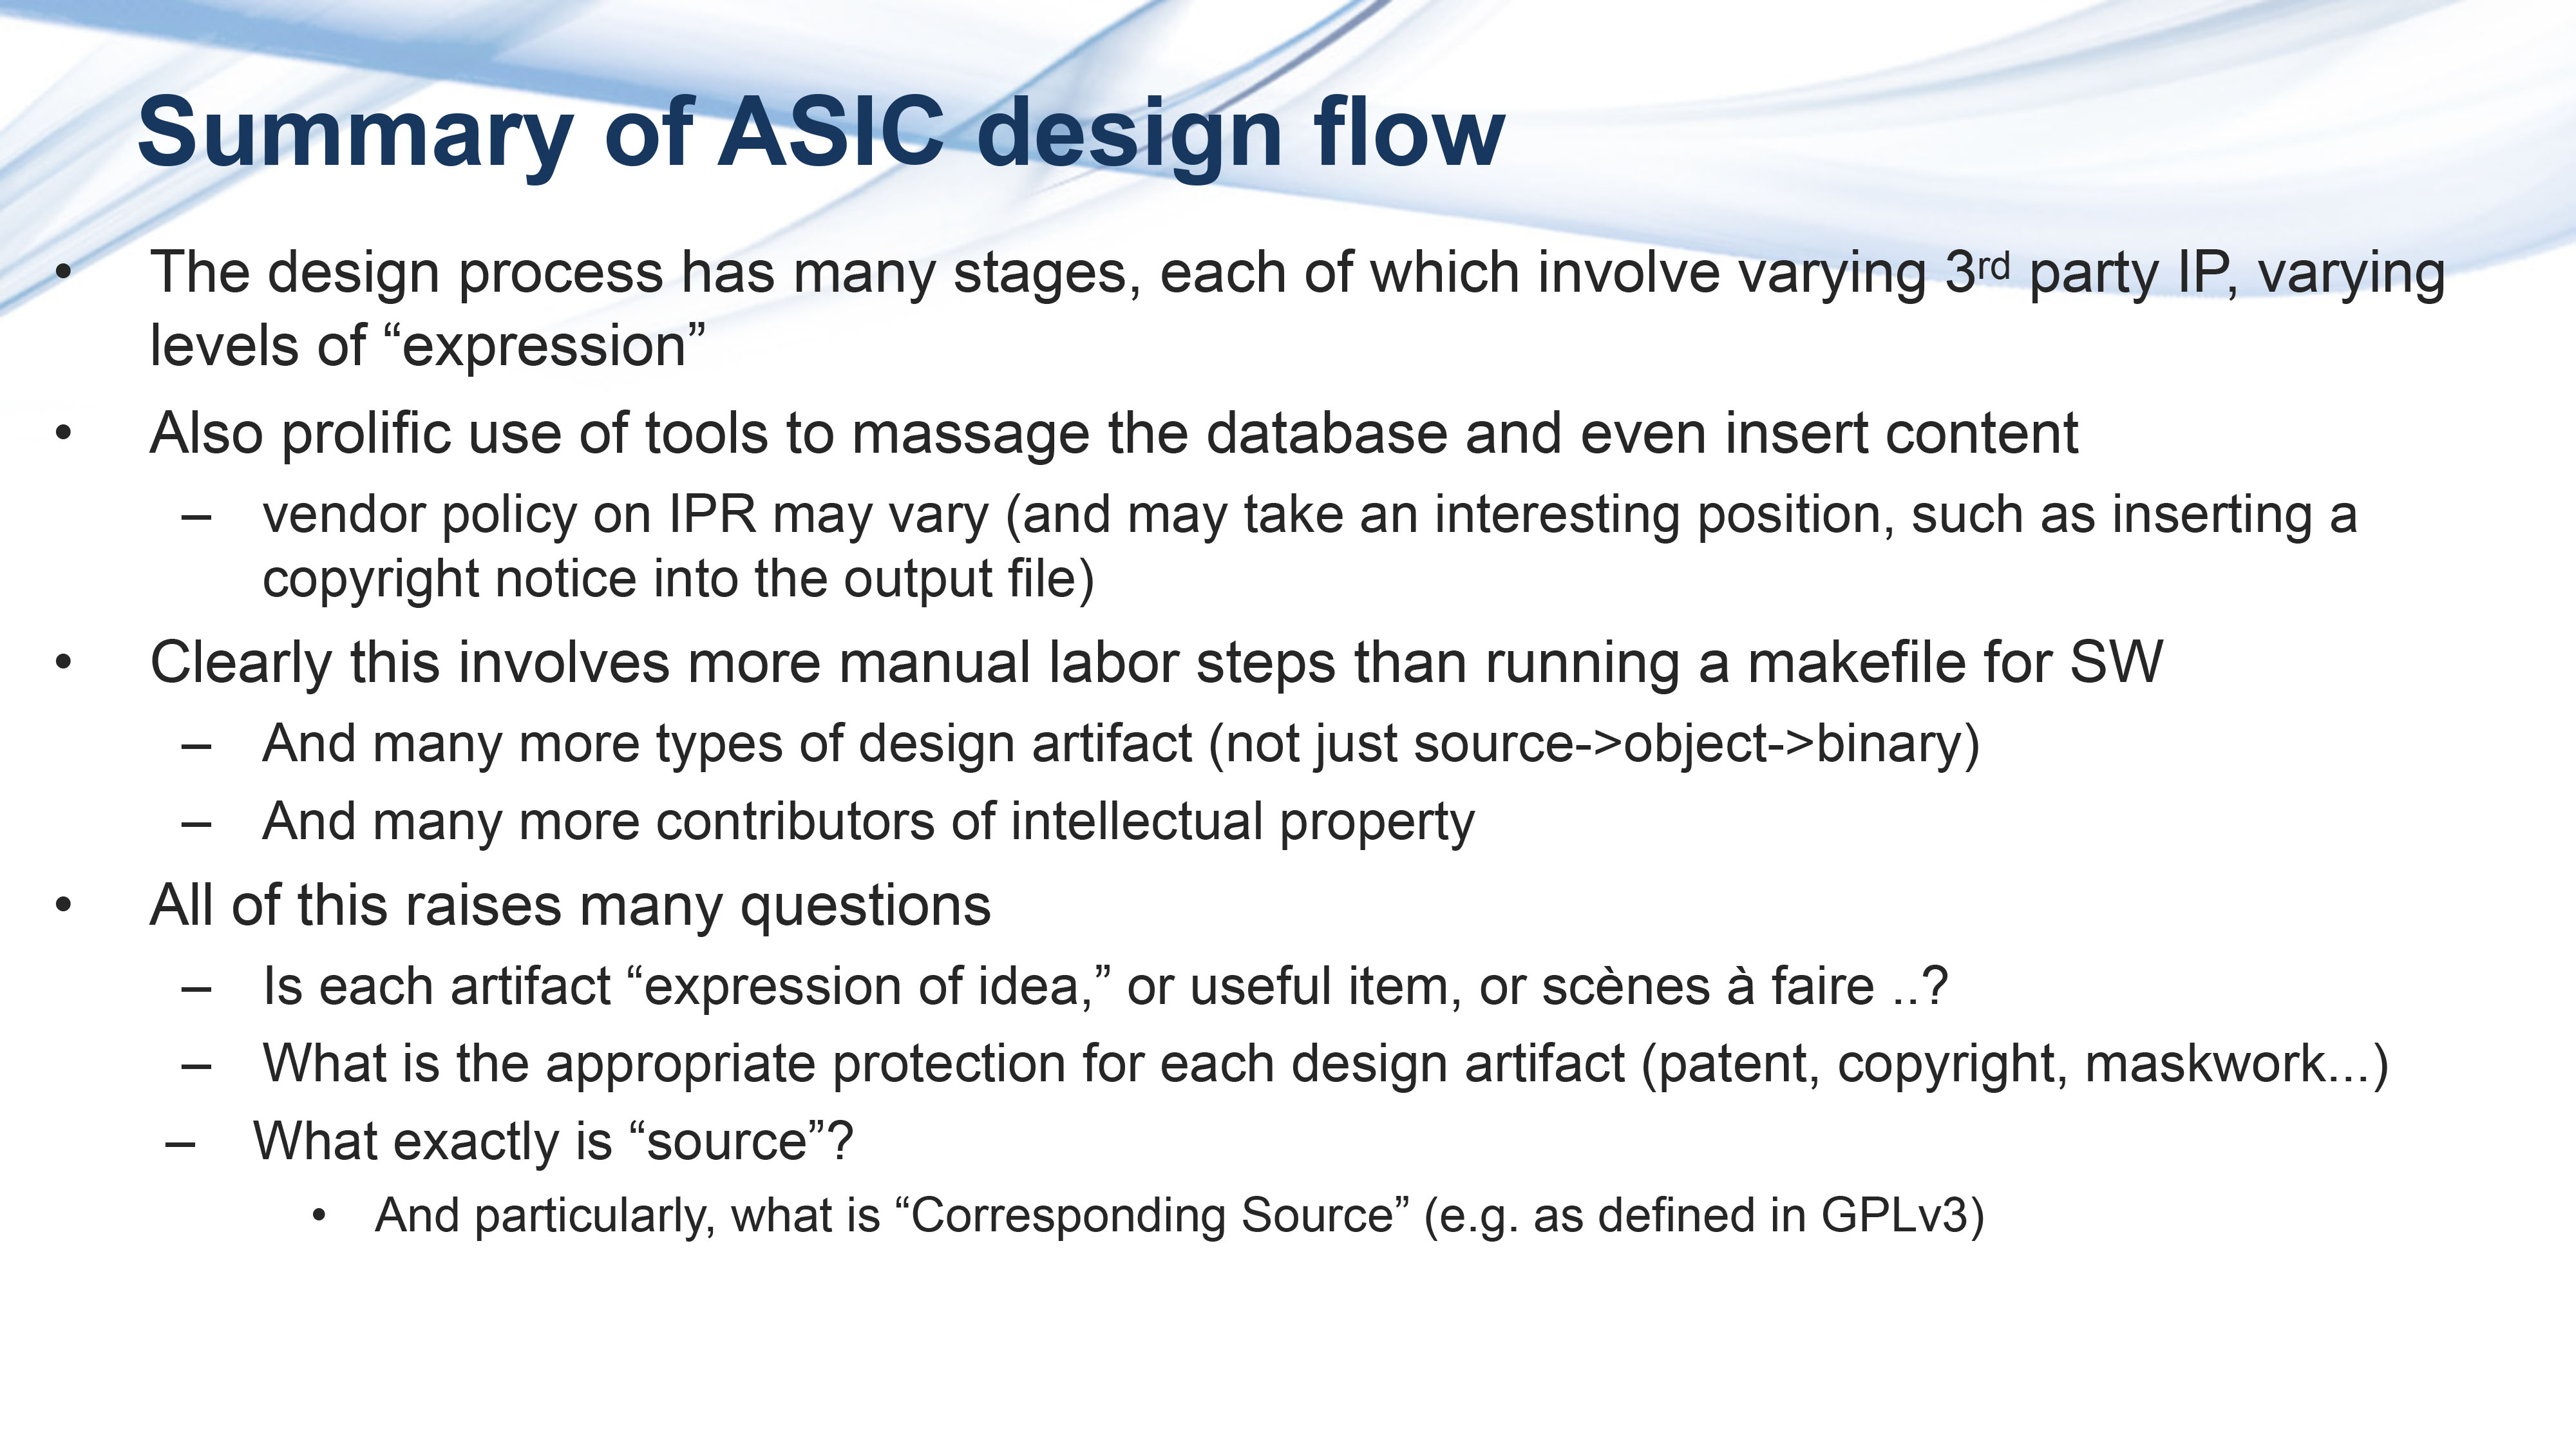 Summary of ASIC design flow
• The design process has many stages, each of which involve varying 3rd party IP, varying
levels of “expression”
• Also prolific use of tools to massage the database and even insert content
– vendor policy on IPR may vary (and may take an interesting position, such as inserting a
copyright notice into the output file)
• Clearly this involves more manual labor steps than running a makefile for SW
– And many more types of design artifact (not just source->object->binary)
– And many more contributors of intellectual property
• All of this raises many questions
– Is each artifact “expression of idea,” or useful item, or scènes à faire ..?
– What is the appropriate protection for each design artifact (patent, copyright, maskwork...)
– What exactly is “source”?
• And particularly, what is “Corresponding Source” (e.g. as defined in GPLv3)